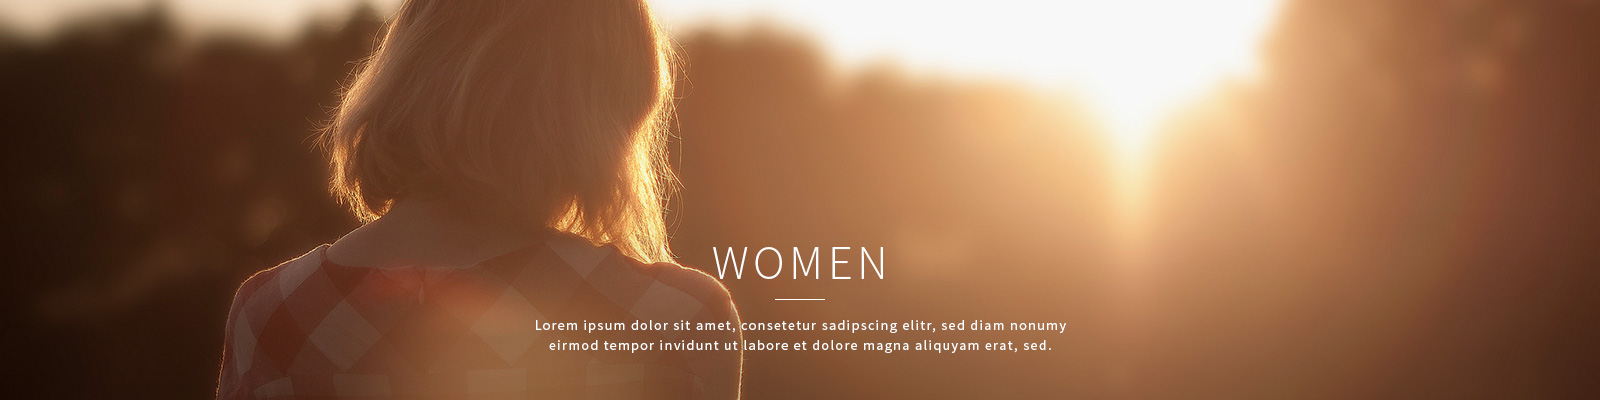 WOMEN
Lorem ipsum dolor sit amet, consetetur sadipscing elitr, sed diam nonumy
eirmod tempor invidunt ut labore et dolore magna aliquyam erat, sed.